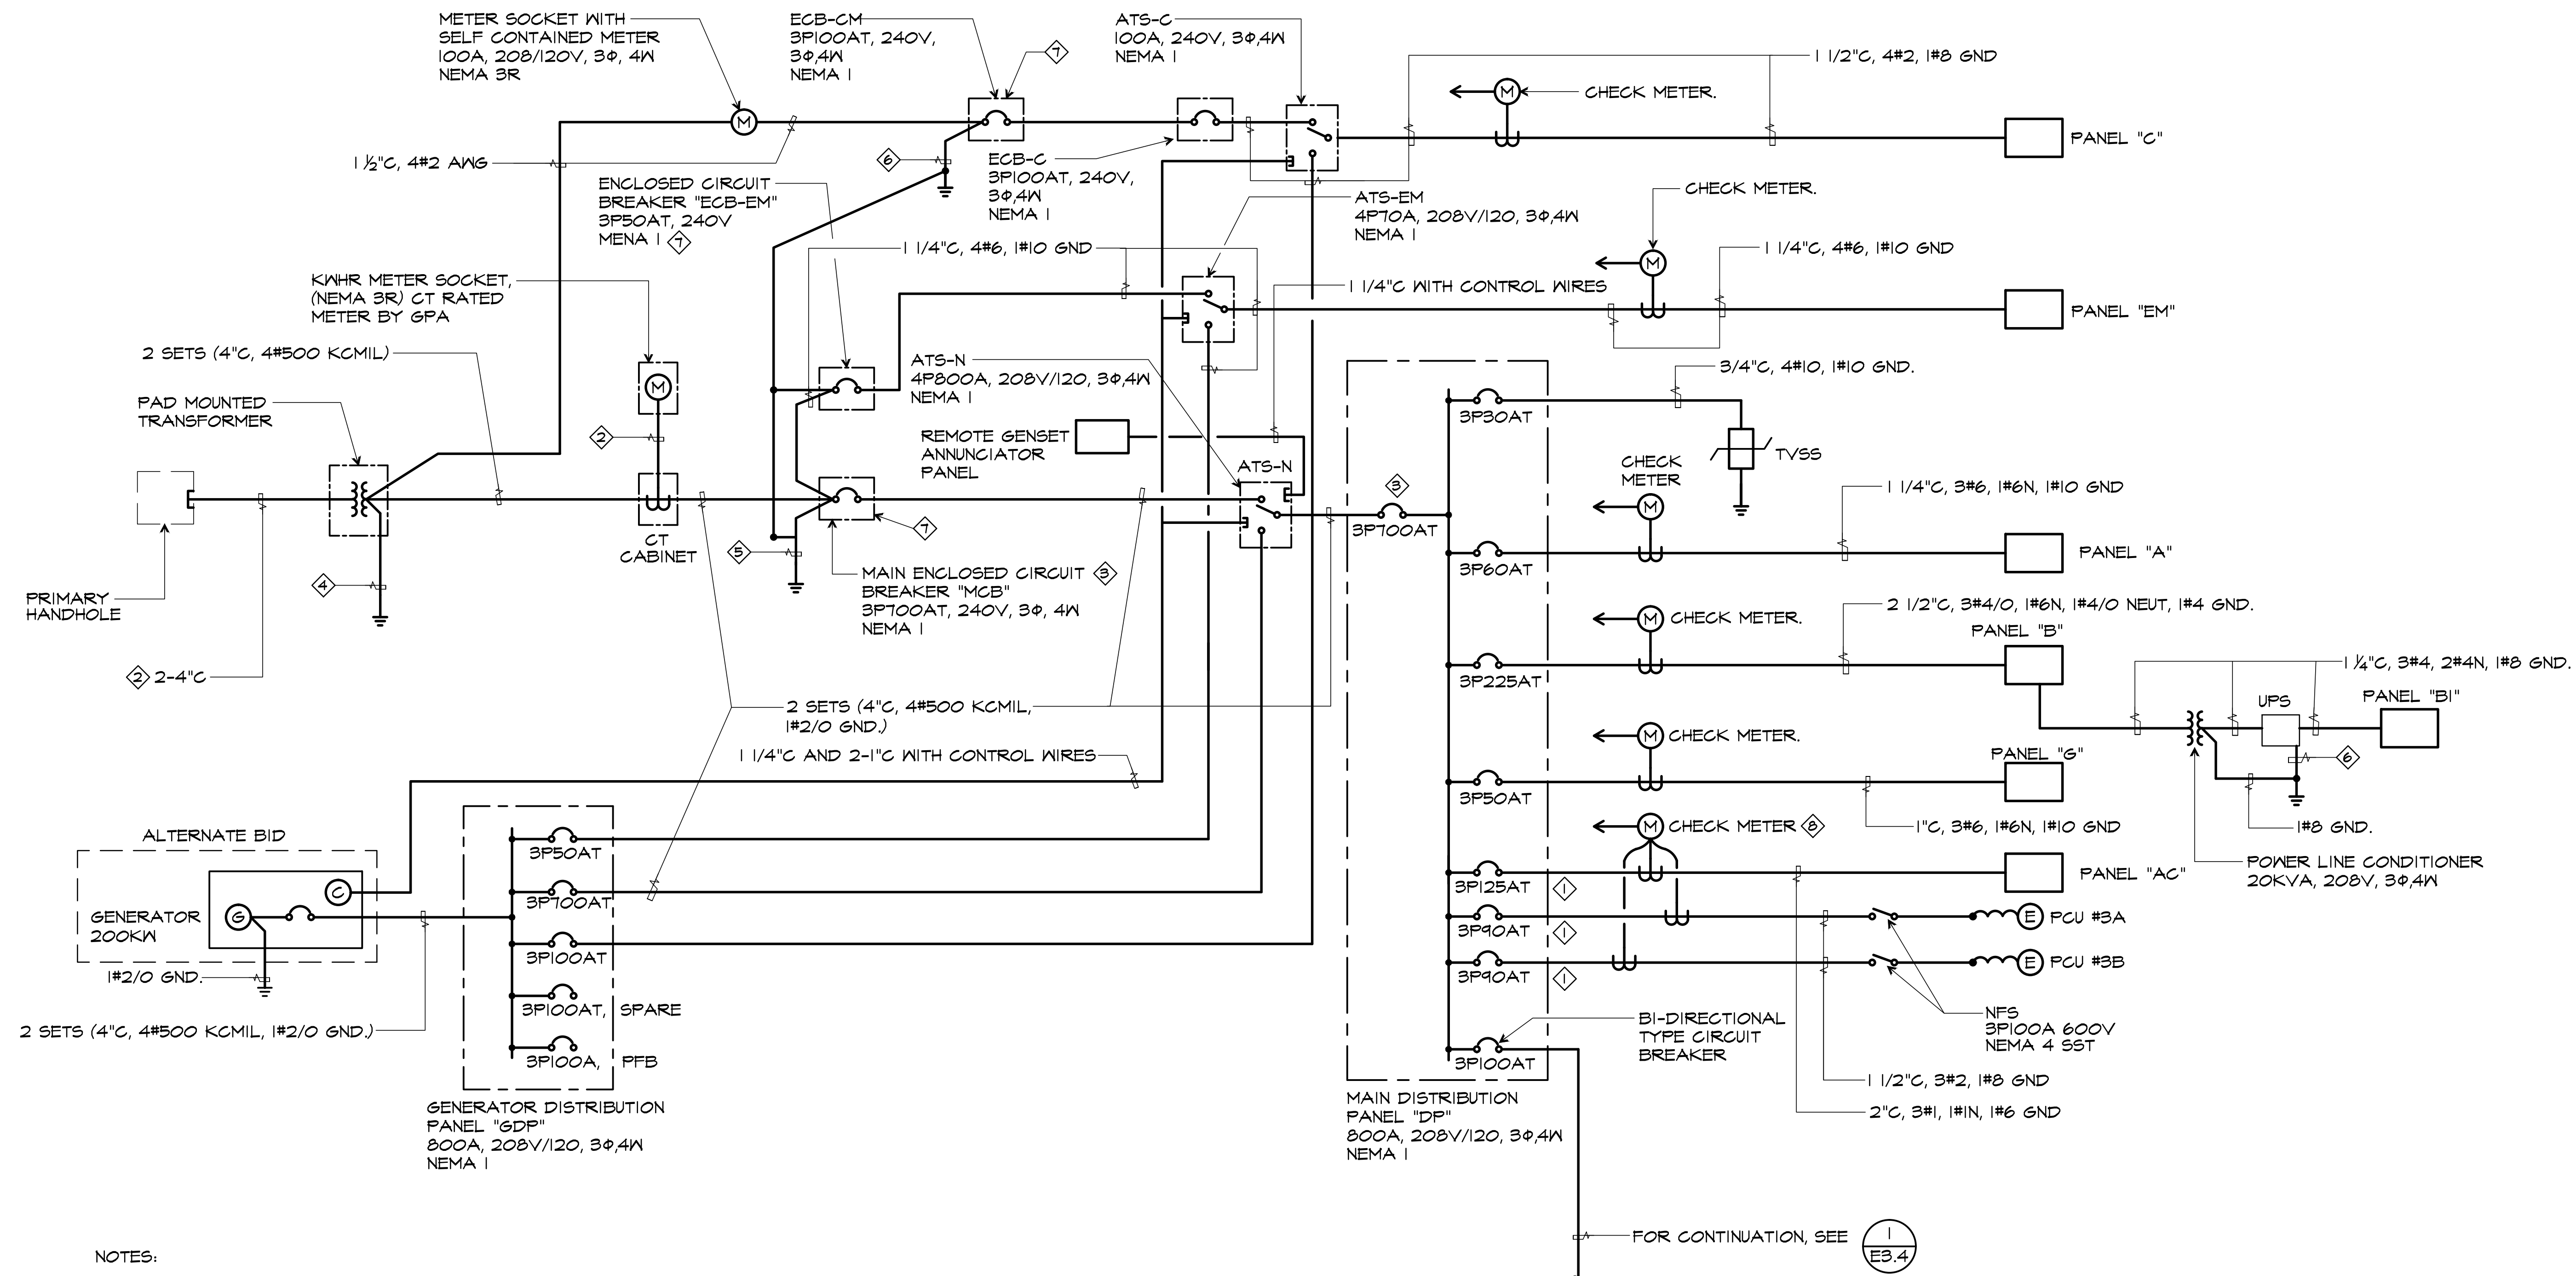 METER SOCKET WITH
SELF CONTAINED METER
100A, 208/120V, 3Φ, 4W
NEMA 3R
ECB-CM
3P100AT, 240V,
3Φ,4W
NEMA 1
7
ATS-C
100A, 240V, 3Φ,4W
NEMA 1
1 1/2"C, 4#2, 1#8 GND
M
CHECK METER.
M
PANEL "C"
1 1/2"C, 4#2 AWG
6
ECB-C
3P100AT, 240V,
3Φ,4W
NEMA 1
ENCLOSED CIRCUIT
BREAKER "ECB-EM"
3P50AT, 240V
MENA 1 7
ATS-EM
4P70A, 208V/120, 3Φ,4W
NEMA 1
CHECK METER.
1 1/4"C, 4#6, 1#10 GND
1 1/4"C, 4#6, 1#10 GND
M
KWHR METER SOCKET,
(NEMA 3R) CT RATED
METER BY GPA
1 1/4"C WITH CONTROL WIRES
PANEL "EM"
2 SETS (4"C, 4#500 KCMIL)
M
ATS-N
4P800A, 208V/120, 3Φ,4W
NEMA 1
3/4"C, 4#10, 1#10 GND.
PAD MOUNTED
TRANSFORMER
3P30AT
2
REMOTE GENSET
ANNUNCIATOR
PANEL
ATS-N
TVSS
CHECK
METER
M
3
3P700AT
1 1/4"C, 3#6, 1#6N, 1#10 GND
7
CT
CABINET
5
3P60AT
PANEL "A"
4
MAIN ENCLOSED CIRCUIT 3
BREAKER "MCB"
3P700AT, 240V, 3Φ, 4W
NEMA 1
PRIMARY
HANDHOLE
2 2-4"C
M
CHECK METER.
2 1/2"C, 3#4/0, 1#6N, 1#4/0 NEUT, 1#4 GND.
PANEL "B"
3P225AT
1 1/4"C, 3#4, 2#4N, 1#8 GND.
UPS
PANEL "B1"
2 SETS (4"C, 4#500 KCMIL,
1#2/0 GND.)
1 1/4"C AND 2-1"C WITH CONTROL WIRES
M
CHECK METER.
PANEL "G"
6
3P50AT
1"C, 3#6, 1#6N, 1#10 GND
1#8 GND.
M
CHECK METER 8
ALTERNATE BID
C
G
GENERATOR
200KW
3P50AT
3P700AT
3P100AT
3P100AT, SPARE
3P100A, PFB
3P125AT
1
PANEL "AC"
POWER LINE CONDITIONER
20KVA, 208V, 3Φ,4W
3P90AT
1
E PCU #3A
3P90AT
1
E PCU #3B
1#2/0 GND.
2 SETS (4"C, 4#500 KCMIL, 1#2/0 GND.)
BI-DIRECTIONAL
TYPE CIRCUIT
BREAKER
3P100AT
NFS
3P100A 600V
NEMA 4 SST
1 1/2"C, 3#2, 1#8 GND
2"C, 3#1, 1#1N, 1#6 GND
GENERATOR DISTRIBUTION
PANEL "GDP"
800A, 208V/120, 3Φ,4W
NEMA 1
MAIN DISTRIBUTION
PANEL "DP"
800A, 208V/120, 3Φ,4W
NEMA 1
FOR CONTINUATION, SEE
1
E3.4
NOTES: